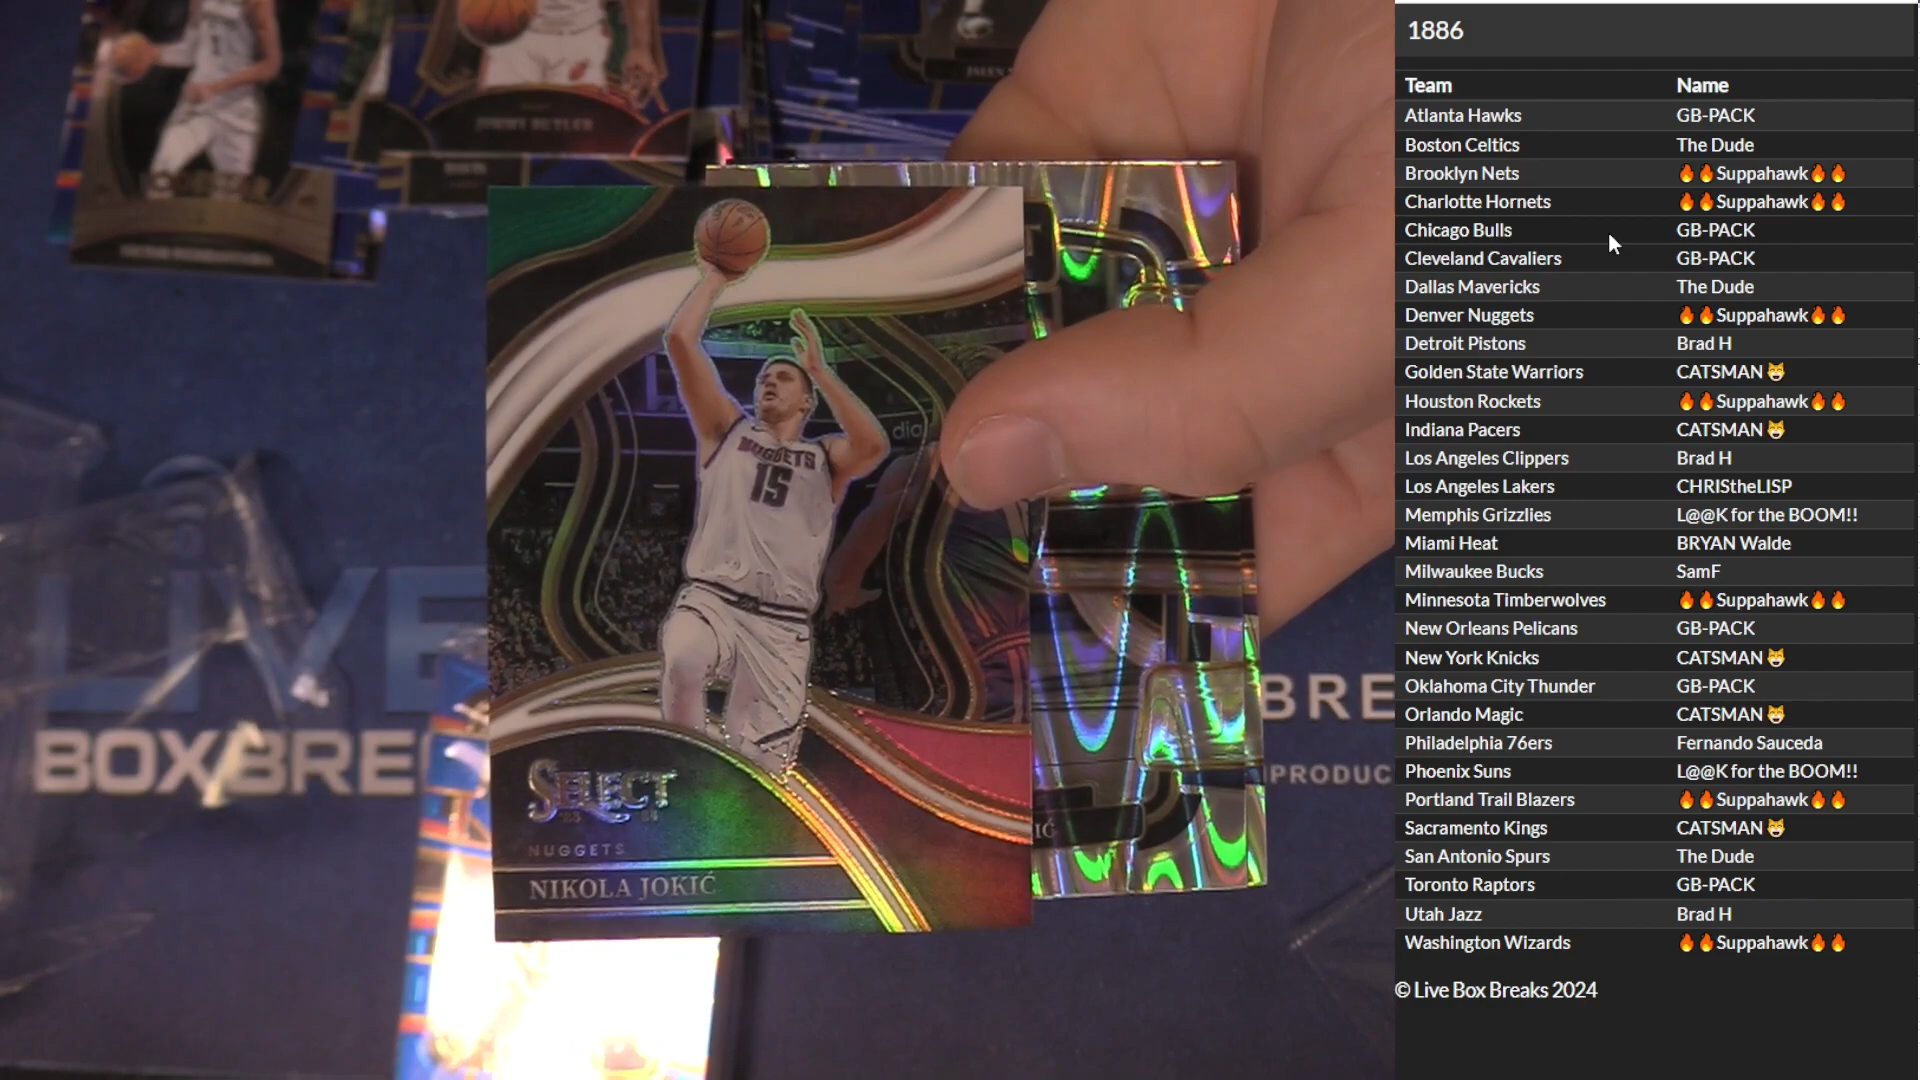 1886
Team Name
Atlanta Hawks GB-PACK
Boston Celtics The Dude
Brooklyn Nets 🔥🔥Suppahawk🔥🔥
Charlotte Hornets 🔥🔥Suppahawk🔥🔥
Chicago Bulls GB-PACK
Cleveland Cavaliers GB-PACK
Dallas Mavericks The Dude
Denver Nuggets 🔥🔥Suppahawk🔥🔥
Detroit Pistons Brad H
Golden State Warriors CATSMAN 😸
Houston Rockets 🔥🔥Suppahawk🔥🔥
Indiana Pacers CATSMAN 😸
Los Angeles Clippers Brad H
Los Angeles Lakers CHRIStheLISP
Memphis Grizzlies L@@K for the BOOM!!
Miami Heat BRYAN Walde
Milwaukee Bucks SamF
Minnesota Timberwolves 🔥🔥Suppahawk🔥🔥
New Orleans Pelicans GB-PACK
New York Knicks CATSMAN 😸
Oklahoma City Thunder GB-PACK
Orlando Magic CATSMAN 😸
Philadelphia 76ers Fernando Sauceda
Phoenix Suns L@@K for the BOOM!!
Portland Trail Blazers 🔥🔥Suppahawk🔥🔥
Sacramento Kings CATSMAN 😸
San Antonio Spurs The Dude
Toronto Raptors GB-PACK
Utah Jazz Brad H
Washington Wizards 🔥🔥Suppahawk🔥🔥
© Live Box Breaks 2024
JIMMY BUTLER
NUGGETS
15
SELECT
NUGGETS
NIKOLA JOKIĆ
LIVE
BOXBRE
BRE